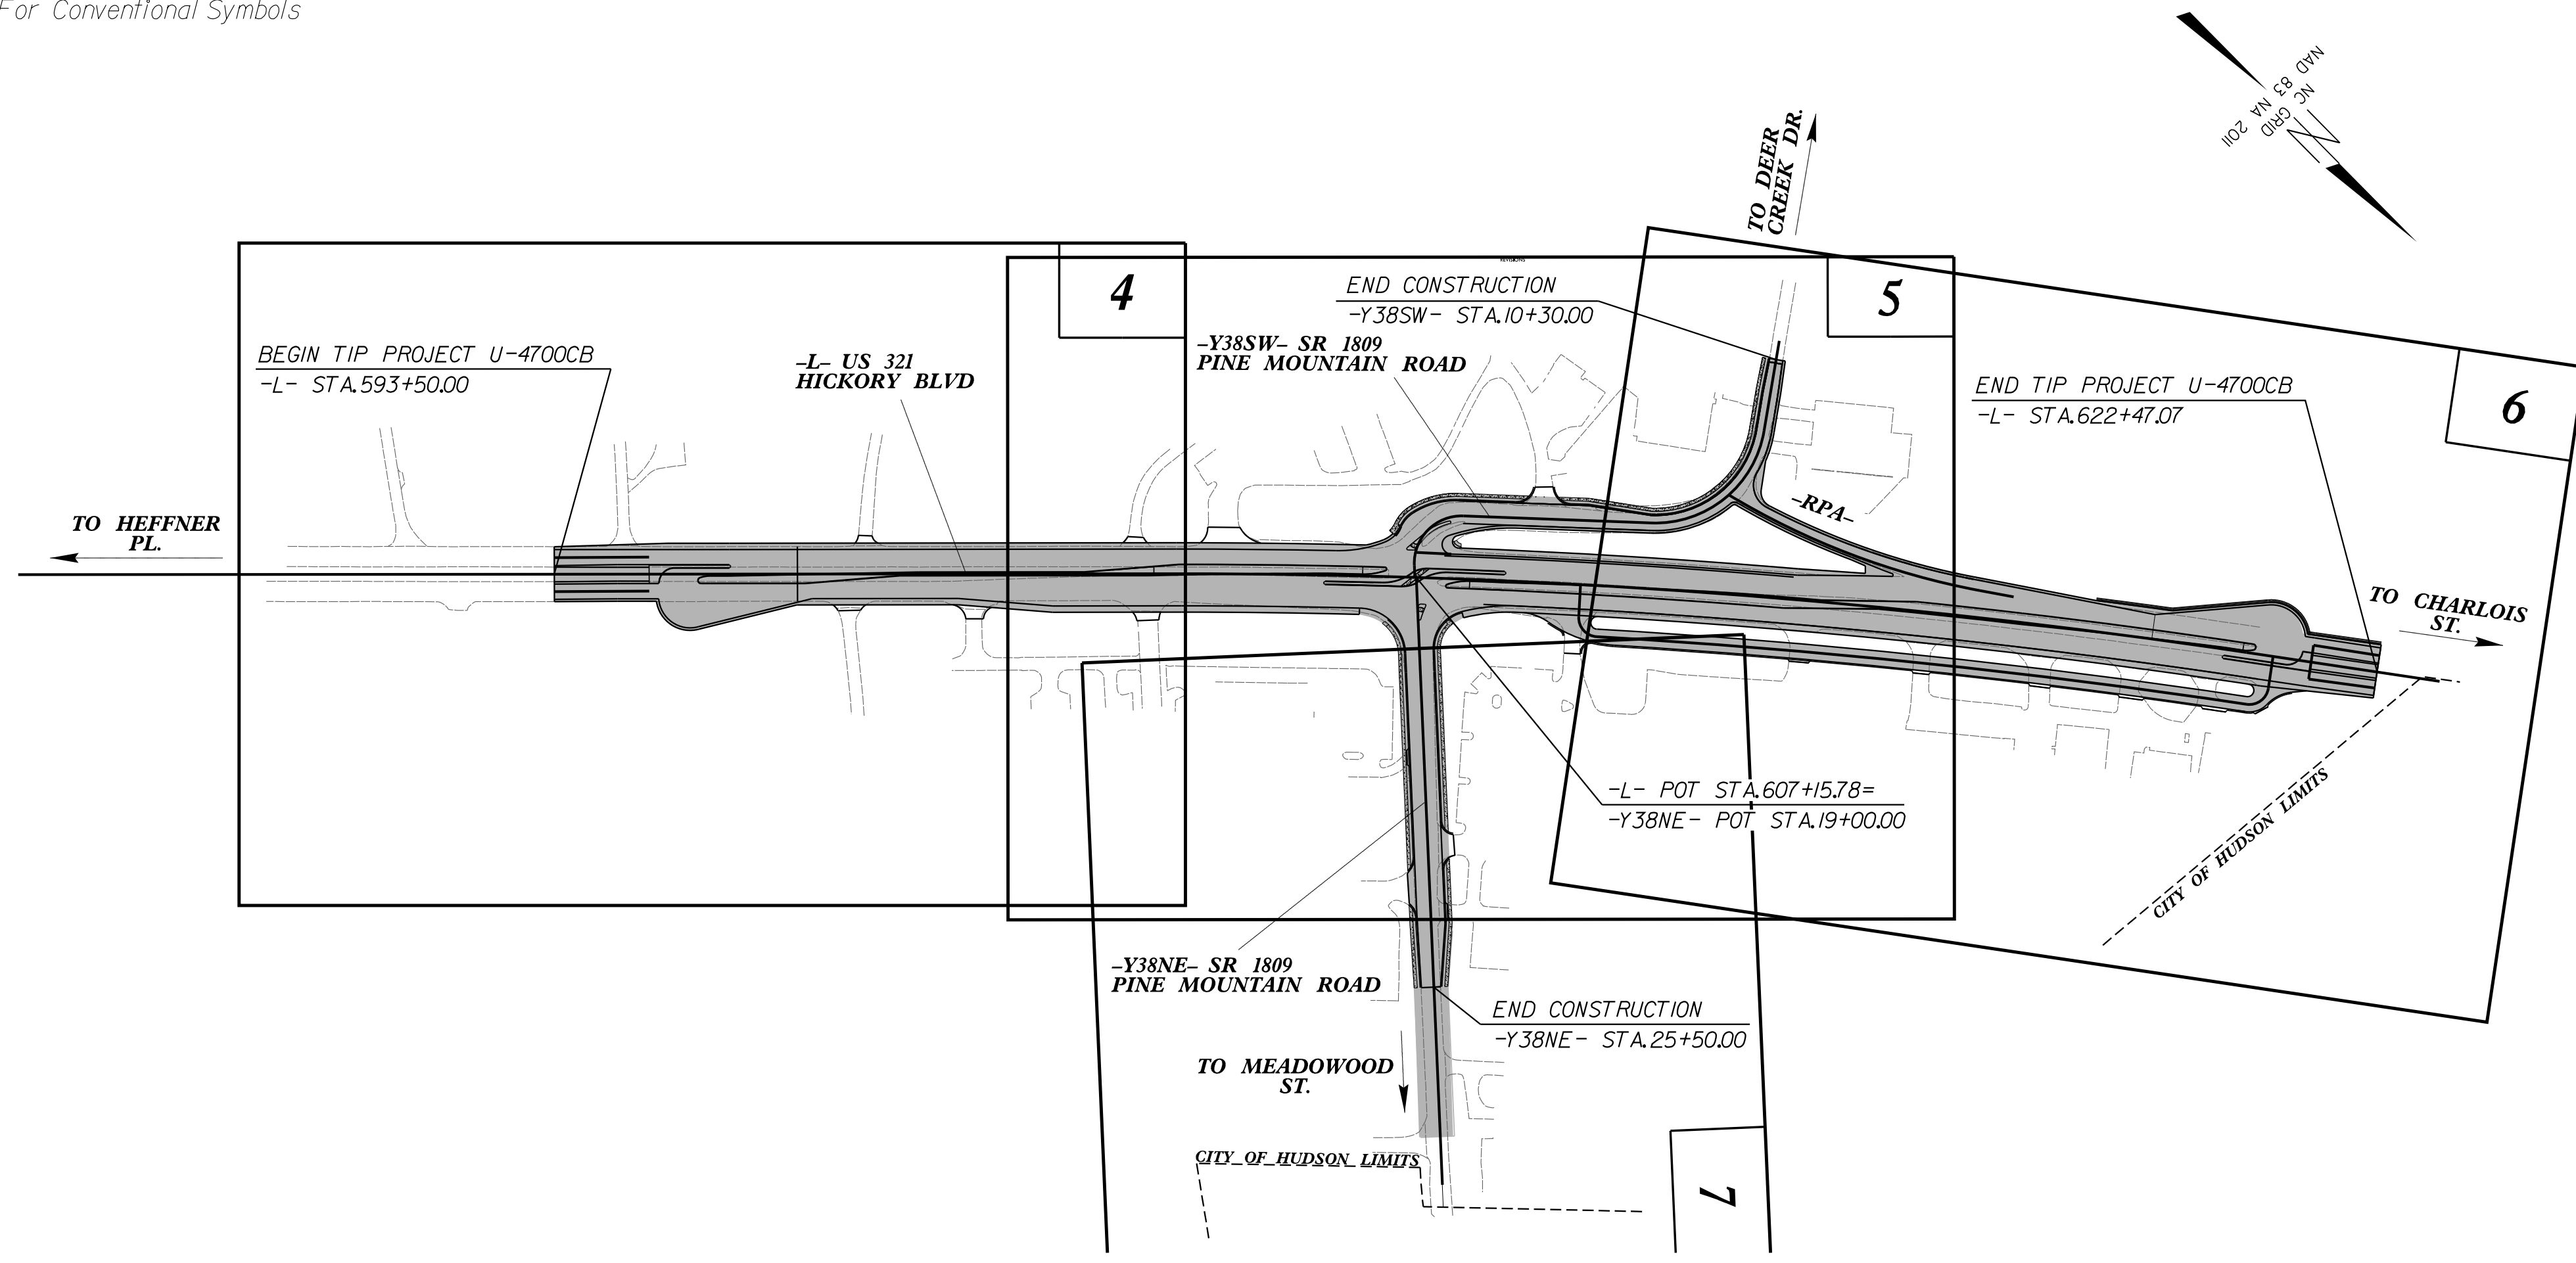 For Conventional Symbols
NAD 83 NA 2011
NC GRID
TO DEER
CREEK DR.
4
5
6
REVISIONS
END CONSTRUCTION
-Y38SW- STA.10+30.00
-Y38SW- SR 1809
PINE MOUNTAIN ROAD
BEGIN TIP PROJECT U-4700CB
-L- STA.593+50.00
-L- US 321
HICKORY BLVD
END TIP PROJECT U-4700CB
-L- STA.622+47.07
-RPA-
TO HEFFNER
PL.
TO CHARLOIS
ST.
-L- POT STA.607+15.78=
-Y38NE- POT STA.19+00.00
CITY OF HUDSON LIMITS
-Y38NE- SR 1809
PINE MOUNTAIN ROAD
END CONSTRUCTION
-Y38NE- STA.25+50.00
TO MEADOWOOD
ST.
CITY OF HUDSON LIMITS
7